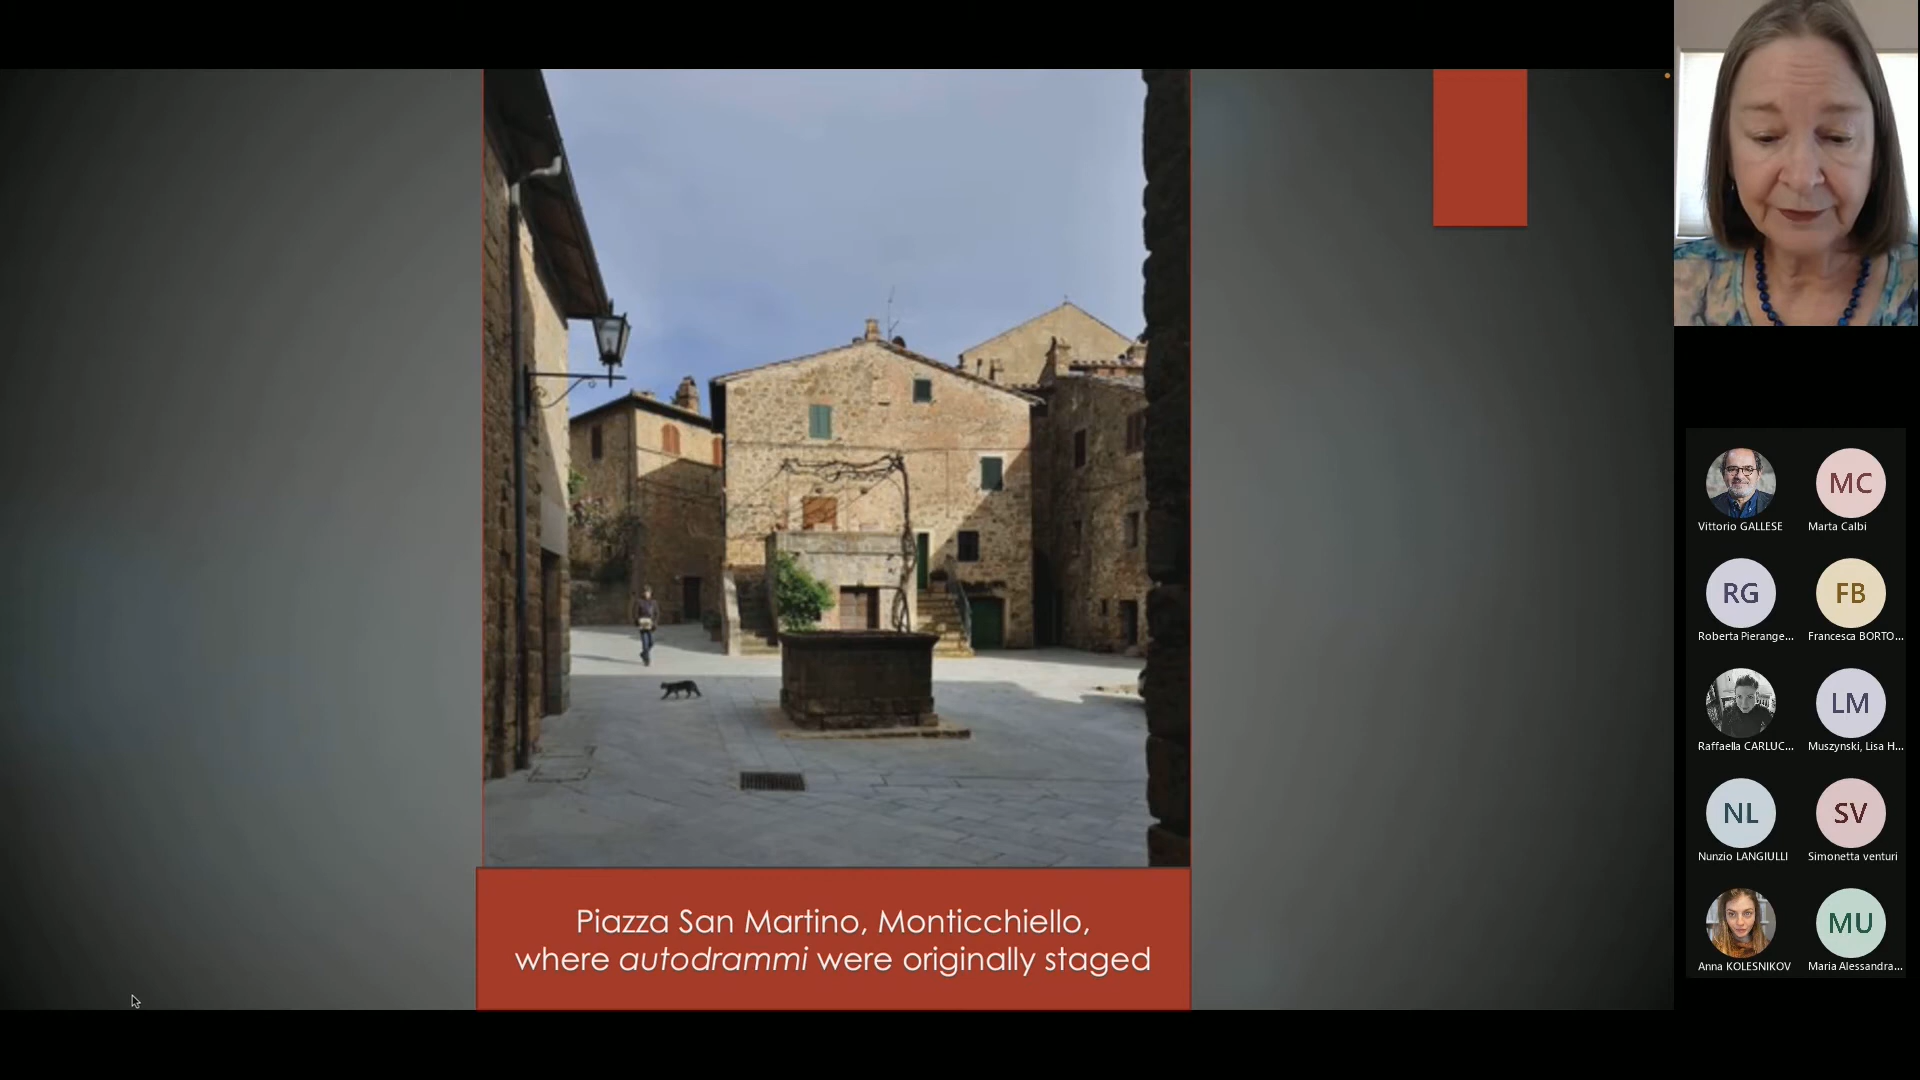 Piazza San Martino, Monticchiello,
where autodrammi were originally staged
MC
Vittorio GALLESE
Marta Calbi
RG
FB
Roberta Pierange...
Francesca BORTO...
LM
Raffaella CARLUC...
Muszynski, Lisa H...
NL
SV
Nunzio LANGIULLI
Simonetta venturi
MU
Anna KOLESNIKOV
Maria Alessandra...